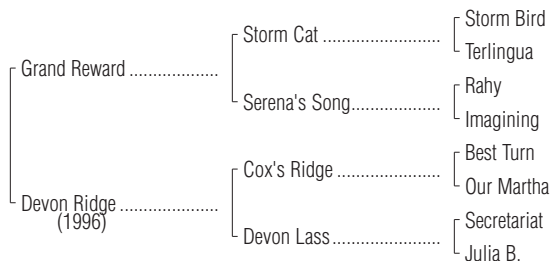 Storm Bird
Storm Cat ........................
Terlingua
Grand Reward ..................
Rahy
Serena's Song..................
Imagining
Best Turn
Cox's Ridge .....................
Our Martha
Devon Ridge ....................
(1996)
Secretariat
Devon Lass......................
Julia B.